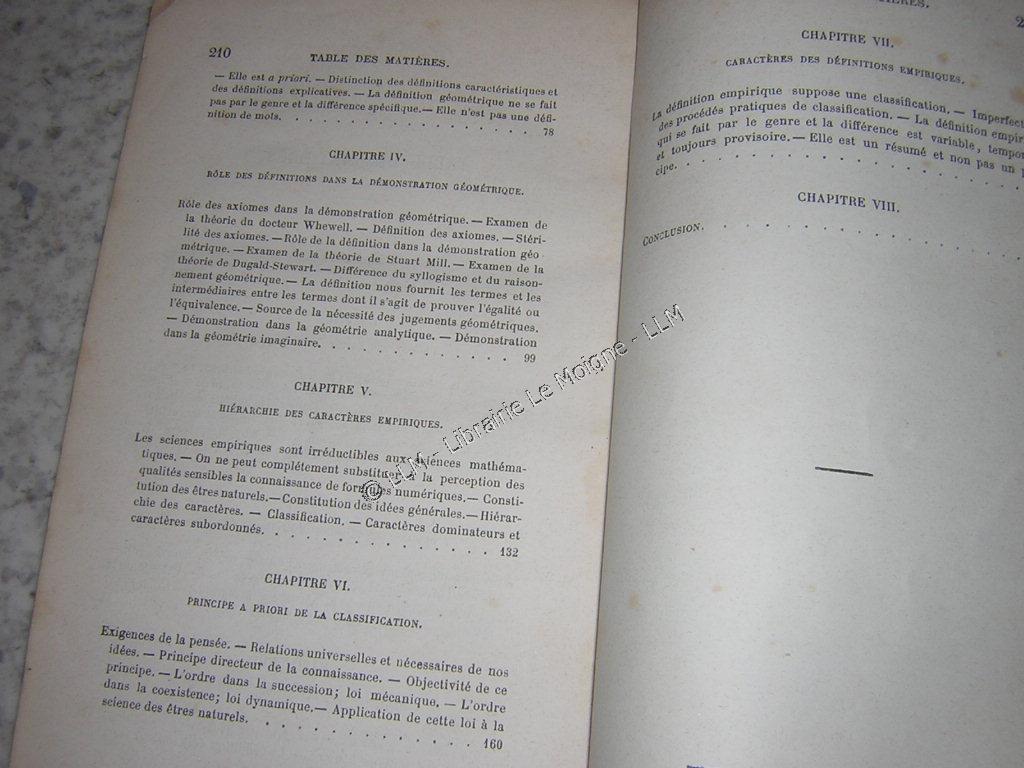 210
TABLE DES MATIÈRES.
— Elle est a priori. — Distinction des définitions caractéristiques et
des définitions explicatives. — La définition géométrique ne se fait
pas par le genre et la différence spécifique. — Elle n'est pas une défi-
nition de mots. . . . . . . . . . . . . . . . . 78
CHAPITRE IV.
RÔLE DES DÉFINITIONS DANS LA DÉMONSTRATION GÉOMÉTRIQUE.
Rôle des axiomes dans la démonstration géométrique. — Examen de
la théorie du docteur Whewell. — Définition des axiomes. — Stéri-
lité des axiomes. — Rôle de la définition dans la démonstration géo
métrique. — Examen de la théorie de Stuart Mill. — Examen de la
théorie de Dugald-Stewart. — Différence du syllogisme et du raison-
nement géométrique. — La définition nous fournit les termes et les
intermédiaires entre les termes dont il s'agit de prouver l'égalité ou
l'équivalence. — Source de la nécessité des jugements géométriques.
— Démonstration dans la géométrie analytique. — Démonstration
dans la géométrie imaginaire. . . . . . . . . . . . 99
CHAPITRE V.
HIÉRARCHIE DES CARACTÈRES EMPIRIQUES.
Les sciences empiriques sont irréductibles aux sciences mathéma-
tiques. — On ne peut complétement substituer à la perception des
qualités sensibles la connaissance de formules numériques. — Consti-
tution des êtres naturels. — Constitution des idées générales. — Hiérar-
chie des caractères. — Classification. — Caractères dominateurs et
caractères subordonnés. . . . . . . . . . . . . . 132
CHAPITRE VI.
PRINCIPE A PRIORI DE LA CLASSIFICATION.
Exigences de la pensée. — Relations universelles et nécessaires de nos
idées. — Principe directeur de la connaissance. — Objectivité de ce
principe. — L'ordre dans la succession; loi mécanique. — L'ordre
dans la coexistence; loi dynamique. — Application de cette loi à la
science des êtres naturels. . . . . . . . . . . . . 160
CHAPITRE VII.
CARACTÈRES DES DÉFINITIONS EMPIRIQUES.
La définition empirique suppose une classification. — Imperfect
des procédés pratiques de classification. — La définition empiri
qui se fait par le genre et la différence est variable, tempor
et toujours provisoire. — Elle est un résumé et non pas un p
cipe. . . . . . . . . . . . . . . . . .
CHAPITRE VIII.
CONCLUSION. . . . . . . . . . . . . . .
© LLM - Librairie Le Moigne - LLM